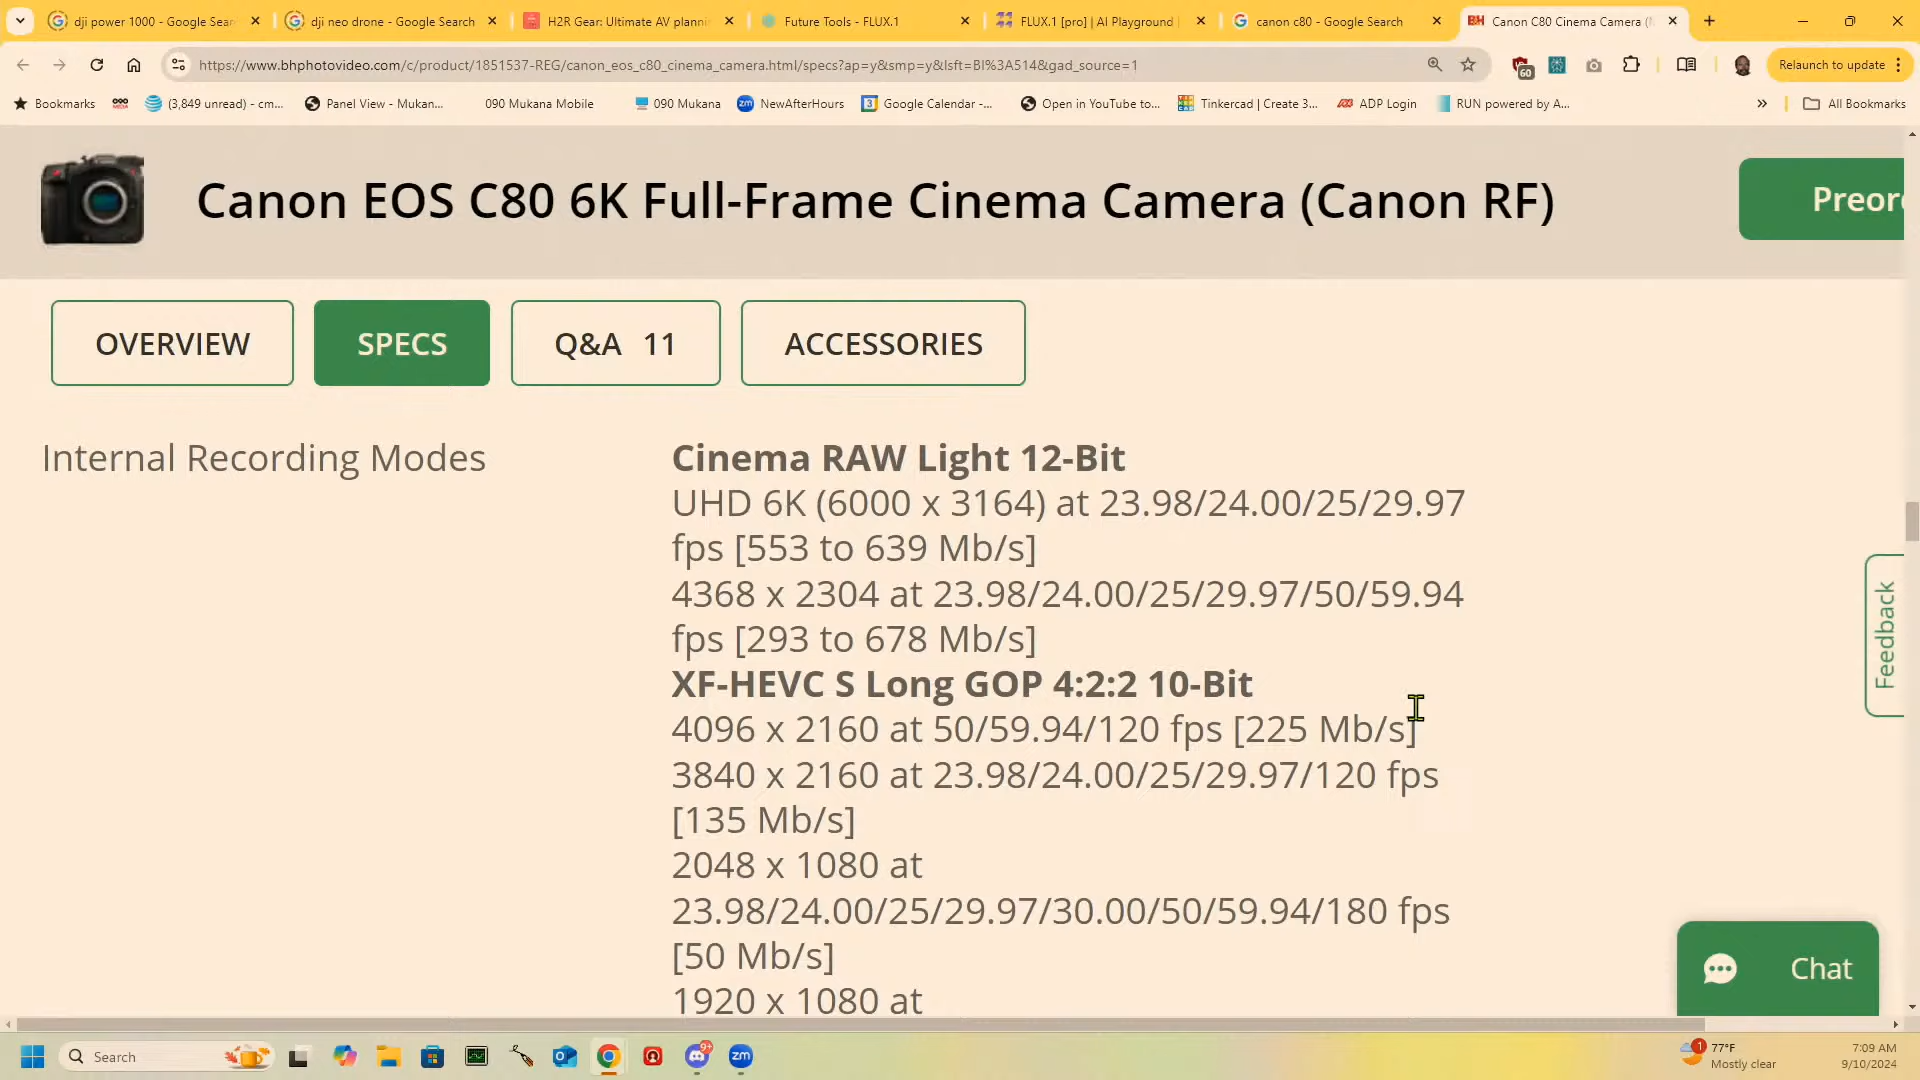 dji power 1000 - Google Sear
dji neo drone - Google Search
H2R Gear: Ultimate AV plannin
Future Tools - FLUX.1
FLUX.1 [pro] | AI Playground |
canon c80 - Google Search
BH Canon C80 Cinema Camera (N
https://www.bhphotovideo.com/c/product/1851537-REG/canon_eos_c80_cinema_camera.html/specs?ap=y&smp=y&lsft=BI%3A514&gad_source=1
60
Relaunch to update
Bookmarks
(3,849 unread) - cm...
Panel View - Mukan...
090 Mukana Mobile
090 Mukana
zm NewAfterHours
3 Google Calendar -...
Open in YouTube to...
Tinkercad | Create 3...
ADP Login
RUN powered by A...
»
All Bookmarks
Canon EOS C80 6K Full-Frame Cinema Camera (Canon RF)
Preor
OVERVIEW
SPECS
Q&A 11
ACCESSORIES
Internal Recording Modes
Cinema RAW Light 12-Bit
UHD 6K (6000 x 3164) at 23.98/24.00/25/29.97
fps [553 to 639 Mb/s]
4368 x 2304 at 23.98/24.00/25/29.97/50/59.94
fps [293 to 678 Mb/s]
XF-HEVC S Long GOP 4:2:2 10-Bit
4096 x 2160 at 50/59.94/120 fps [225 Mb/s]
3840 x 2160 at 23.98/24.00/25/29.97/120 fps
[135 Mb/s]
2048 x 1080 at
23.98/24.00/25/29.97/30.00/50/59.94/180 fps
[50 Mb/s]
1920 x 1080 at
Feedback
Chat
Search
9+
zm
1
77°F
Mostly clear
7:09 AM
9/10/2024